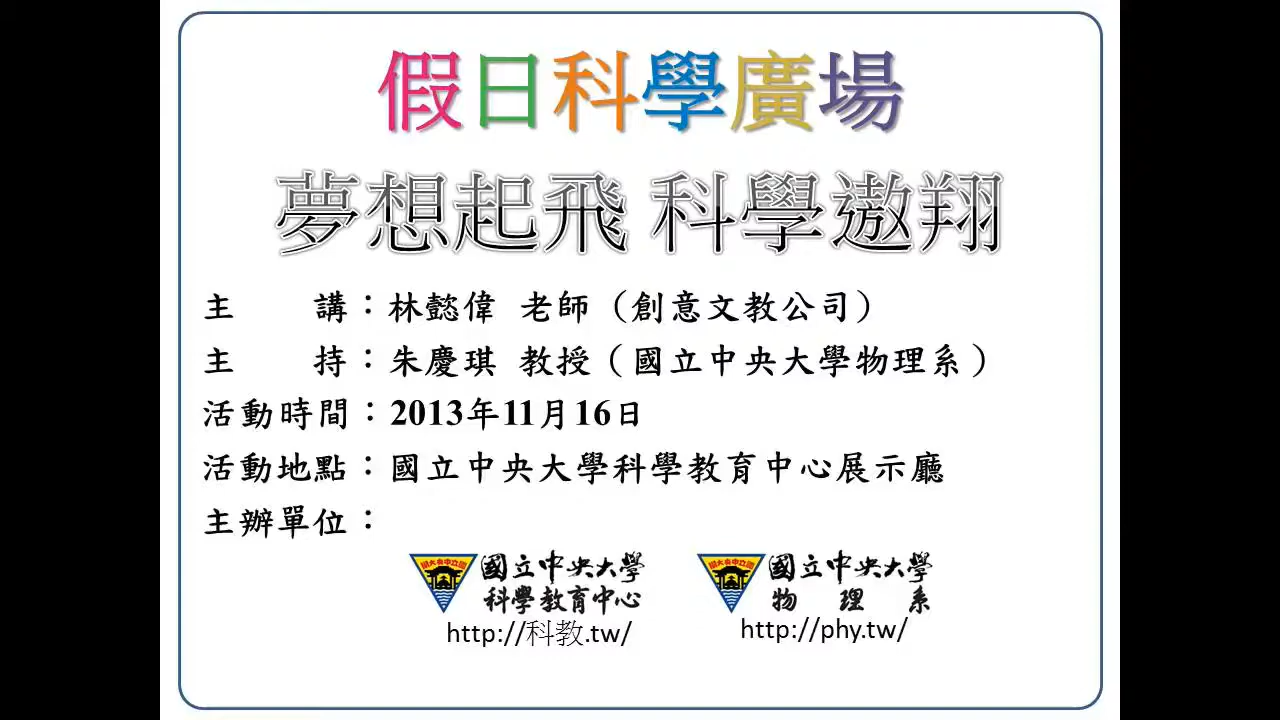 假日科學廣場
夢想起飛 科學遨翔
主　　講：林懿偉 老師（創意文教公司）
主　　持：朱慶琪 教授（國立中央大學物理系）
活動時間：2013年11月16日
活動地點：國立中央大學科學教育中心展示廳
主辦單位：
國立中央大學
科學教育中心
http://科教.tw/
國立中央大學
物理系
http://phy.tw/